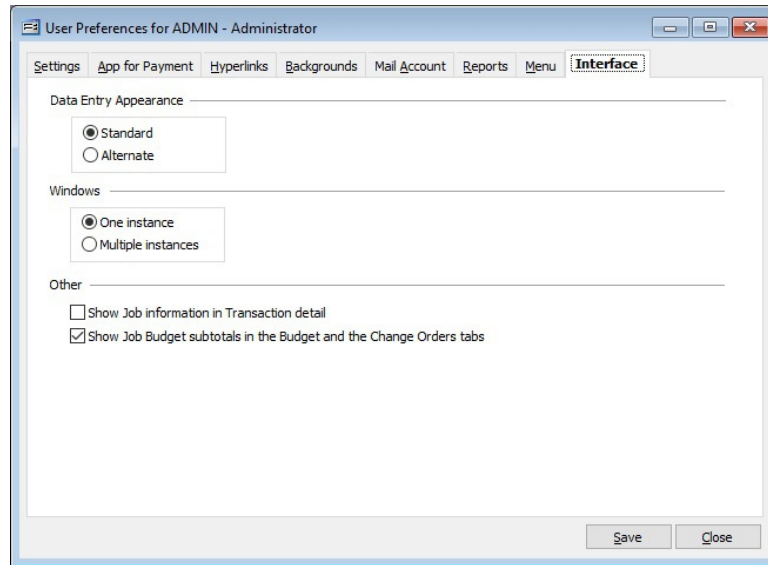 User Preferences for ADMIN - Administrator
Settings App for Payment Hyperlinks Backgrounds Mail Account Reports Menu Interface
Data Entry Appearance
Standard
Alternate
Windows
One instance
Multiple instances
Other
Show Job information in Transaction detail
Show Job Budget subtotals in the Budget and the Change Orders tabs
Save Close